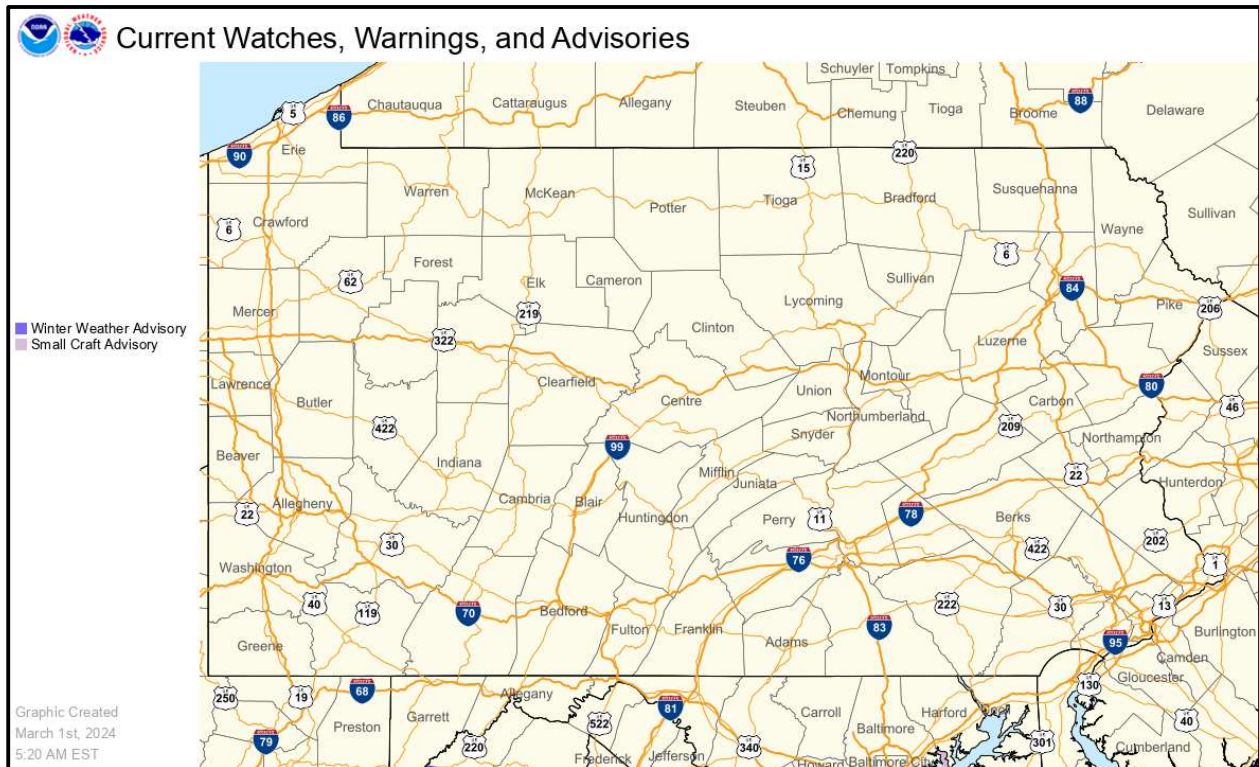 NOAA
Current Watches, Warnings, and Advisories
Winter Weather Advisory
Small Craft Advisory
Schuyler
Tompkins
Chautauqua
Cattaraugus
Allegany
Steuben
Chemung
Tioga
Broome
Delaware
5
86
88
90
Erie
15
220
Warren
McKean
Potter
Tioga
Bradford
Susquehanna
Wayne
Sullivan
Crawford
6
Forest
Elk
Cameron
Sullivan
6
62
84
Lycoming
Pike
206
Mercer
219
Clinton
322
Luzerne
Sussex
Lawrence
Butler
Clearfield
Centre
Union
Montour
80
Carbon
46
422
Northumberland
209
Snyder
Northampton
99
Beaver
Indiana
Mifflin
Juniata
22
Hunterdon
Allegheny
22
Cambria
Blair
Huntingdon
Perry
11
78
Berks
30
422
202
76
1
Washington
40
119
70
Bedford
222
30
13
Fulton
Franklin
Adams
83
95
Burlington
Greene
Camden
Gloucester
250
19
68
Allegany
81
130
Preston
Garrett
522
Carroll
Harford
Cecil
40
Baltimore
301
79
220
Frederick
Jefferson
340
Howard
Baltimore City
Cumberland
Graphic Created
March 1st, 2024
5:20 AM EST